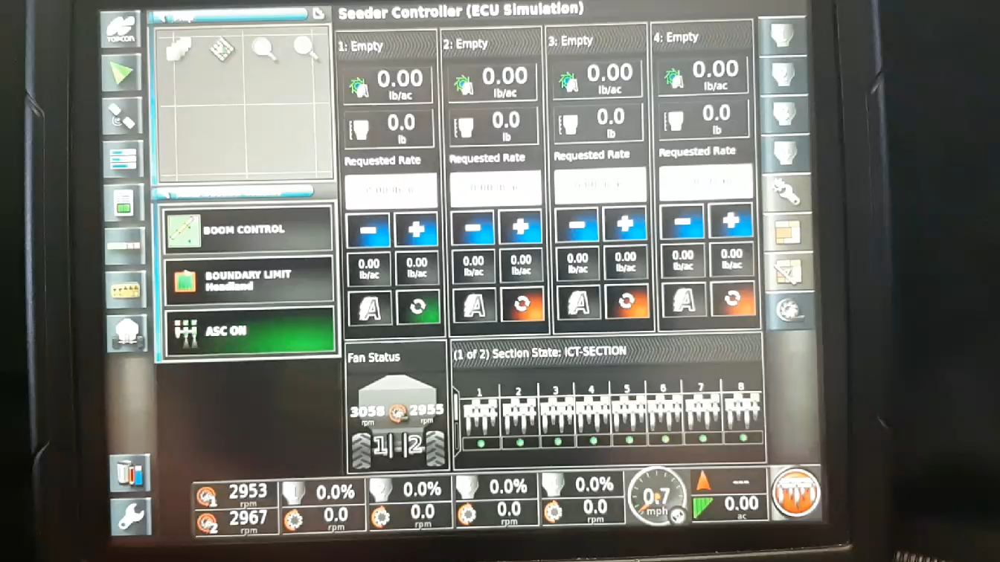 TOPCON
Seeder Controller (ECU Simulation)
1: Empty
2: Empty
3: Empty
4: Empty
0.00
lb/ac
0.00
lb/ac
0.00
lb/ac
0.00
lb/ac
0.0
lb
0.0
lb
0.0
lb
0.0
lb
Requested Rate
Requested Rate
Requested Rate
Requested Rate
- +
- +
- +
- +
0.00
lb/ac
0.00
lb/ac
0.00
lb/ac
0.00
lb/ac
0.00
lb/ac
0.00
lb/ac
0.00
lb/ac
0.00
lb/ac
A
A
A
A
BOOM CONTROL
BOUNDARY LIMIT
Headland
ASC ON
Fan Status
3058
rpm
2955
rpm
1 2
(1 of 2) Section State: ICT-SECTION
1 2 3 4 5 6 7 8
1
2953
rpm
2
2967
rpm
1
0.0%
0.0
rpm
2
0.0%
0.0
rpm
0.0%
0.0
rpm
0.0%
0.0
rpm
0.7
mph
---
0.00
ac
1
2